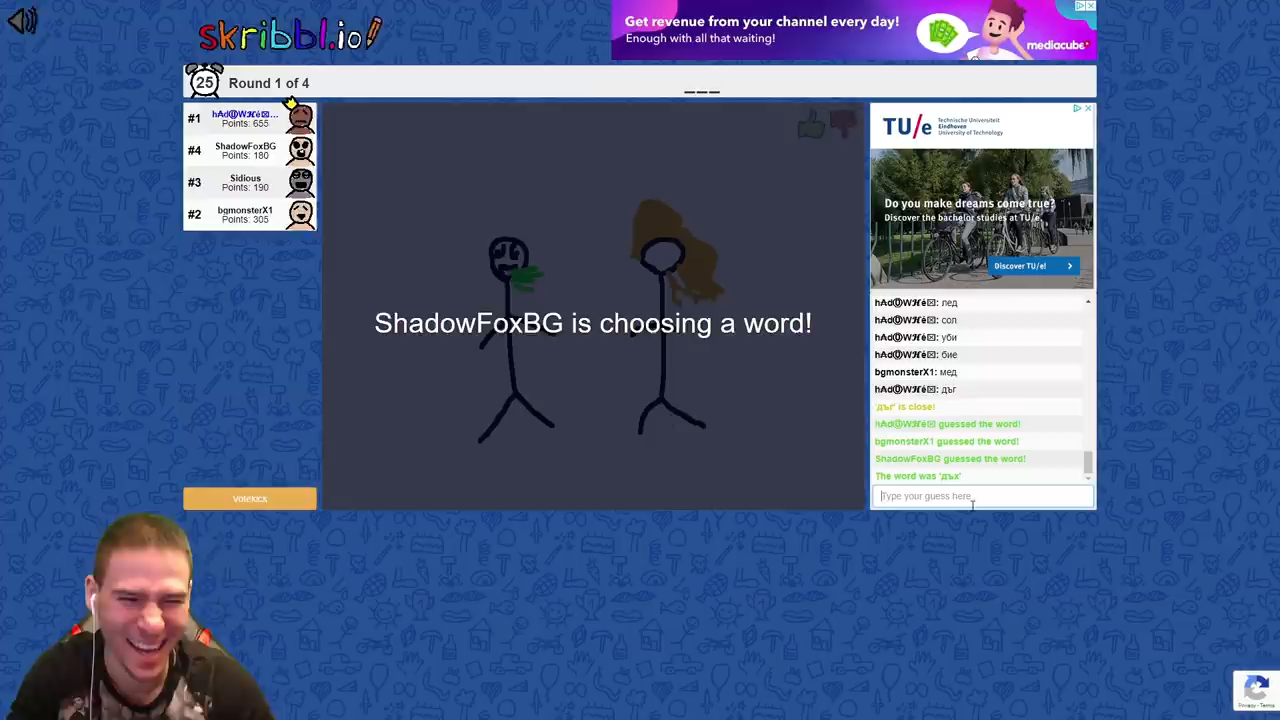 skribbl.io
Get revenue from your channel every day!
Enough with all that waiting!
mediacube
25
Round 1 of 4
___
#1
Points: 655
#4
ShadowFoxBG
Points: 180
#3
Sidious
Points: 190
#2
bgmonsterX1
Points: 305
ShadowFoxBG is choosing a word!
TU/e
Technische Universiteit
Eindhoven
University of Technology
Do you make dreams come true?
Discover the bachelor studies at TU/e.
Discover TU/e!
лед
сол
уби
бие
bgmonsterX1: мед
дъг
'дъг' is close!
guessed the word!
bgmonsterX1 guessed the word!
ShadowFoxBG guessed the word!
The word was 'дъх'
Type your guess here...
Votekick
Privacy - Terms